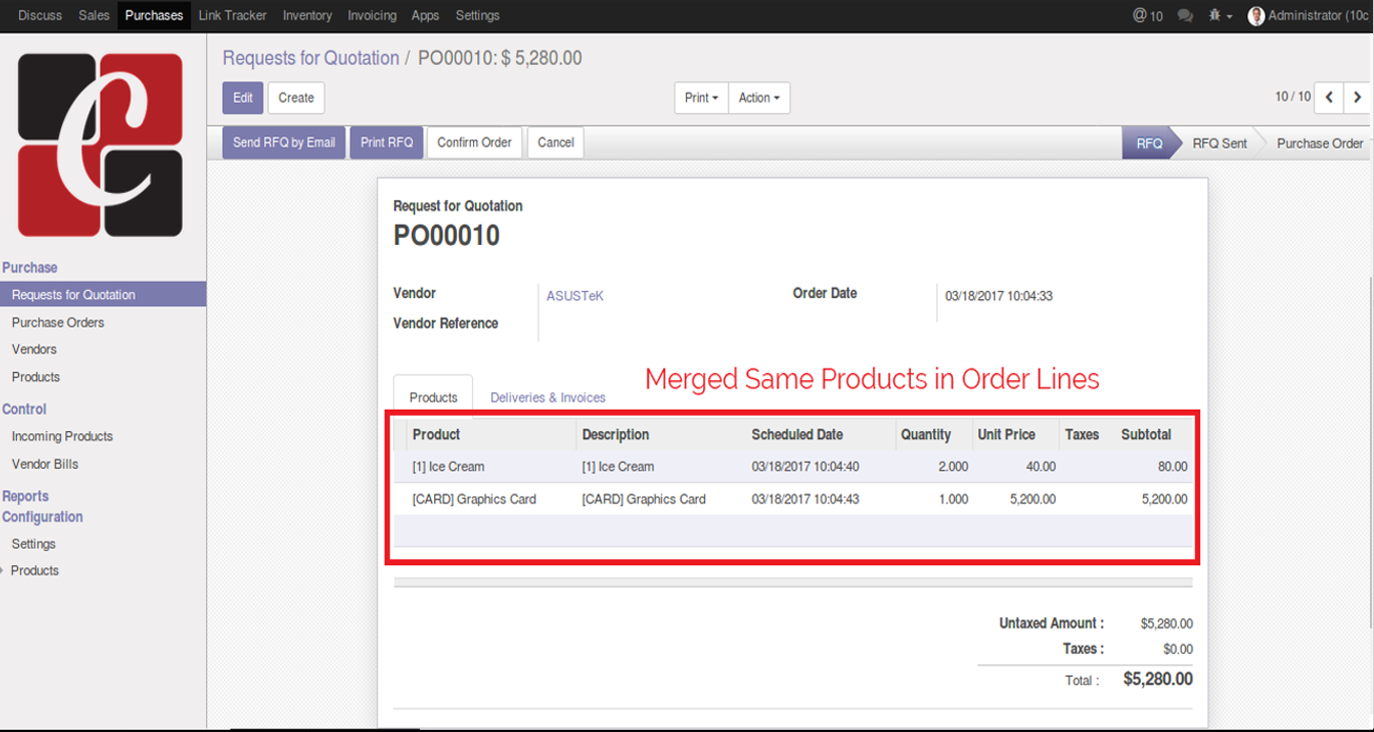 Discuss Sales Purchases Link Tracker Inventory Invoicing Apps Settings @ 10 Administrator (10c
Requests for Quotation / PO00010: $ 5,280.00
Edit Create Print Action 10 / 10
Send RFQ by Email Print RFQ Confirm Order Cancel RFQ RFQ Sent Purchase Order
C
Purchase
Requests for Quotation
Purchase Orders
Vendors
Products
Control
Incoming Products
Vendor Bills
Reports
Configuration
Settings
Products
Request for Quotation
PO00010
Vendor ASUSTeK Order Date 03/18/2017 10:04:33
Vendor Reference
Merged Same Products in Order Lines
Products Deliveries & Invoices
Product Description Scheduled Date Quantity Unit Price Taxes Subtotal
[1] Ice Cream [1] Ice Cream 03/18/2017 10:04:40 2.000 40.00 80.00
[CARD] Graphics Card [CARD] Graphics Card 03/18/2017 10:04:43 1.000 5,200.00 5,200.00
Untaxed Amount : $5,280.00
Taxes : $0.00
Total : $5,280.00